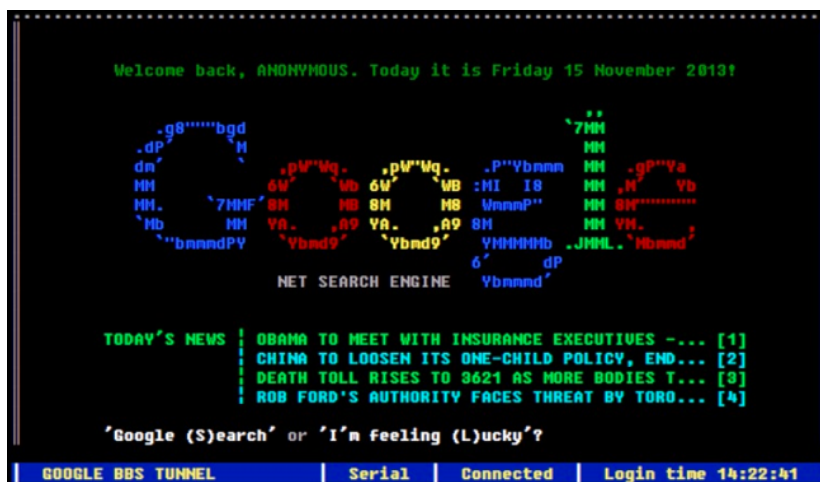 Welcome back, ANONYMOUS. Today it is Friday 15 November 2013!
Google
NET SEARCH ENGINE
TODAY'S NEWS
OBAMA TO MEET WITH INSURANCE EXECUTIVES -... [1]
CHINA TO LOOSEN ITS ONE-CHILD POLICY, END... [2]
DEATH TOLL RISES TO 3621 AS MORE BODIES T... [3]
ROB FORD'S AUTHORITY FACES THREAT BY TORO... [4]
'Google (S)earch' or 'I'm feeling (L)ucky'?
GOOGLE BBS TUNNEL | Serial | Connected | Login time 14:22:41